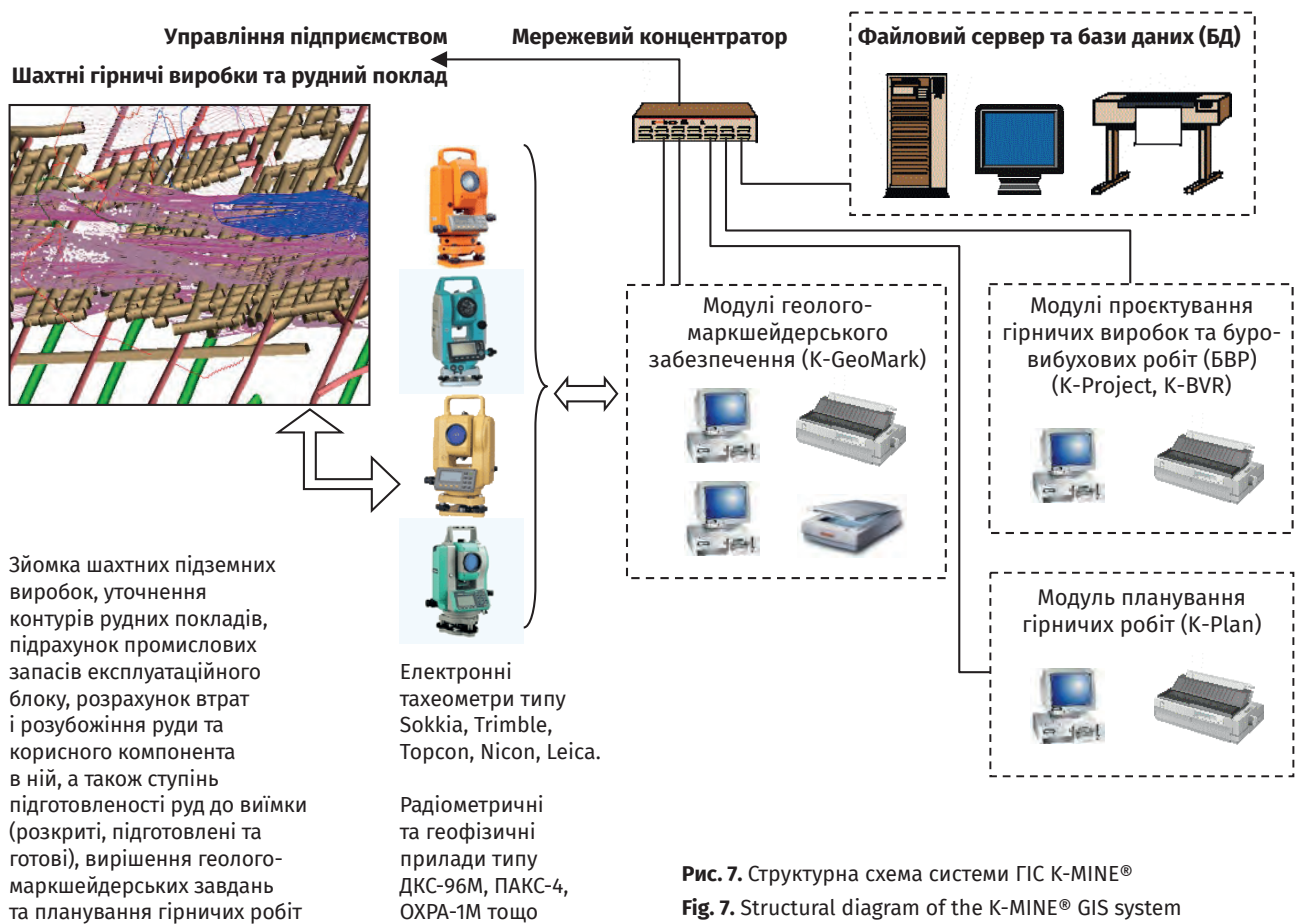 Управління підприємством
Мережевий концентратор
Файловий сервер та бази даних (БД)
Шахтні гірничі виробки та рудний поклад
Модулі геолого-
маркшейдерського
забезпечення (K-GeoMark)
Модулі проєктування
гірничих виробок та буро-
вибухових робіт (БВР)
(K-Project, K-BVR)
Модуль планування
гірничих робіт (K-Plan)
Зйомка шахтних підземних
виробок, уточнення
контурів рудних покладів,
підрахунок промислових
запасів експлуатаційного
блоку, розрахунок втрат
і розубожіння руди та
корисного компонента
в ній, а також ступінь
підготовленості руд до виїмки
(розкриті, підготовлені та
готові), вирішення геолого-
маркшейдерських завдань
та планування гірничих робіт
Електронні
тахеометри типу
Sokkia, Trimble,
Topcon, Nicon, Leica.
Радіометричні
та геофізичні
прилади типу
ДКС-96М, ПАКС-4,
ОХРА-1М тощо
Рис. 7. Структурна схема системи ГІС K-MINE®
Fig. 7. Structural diagram of the K-MINE® GIS system